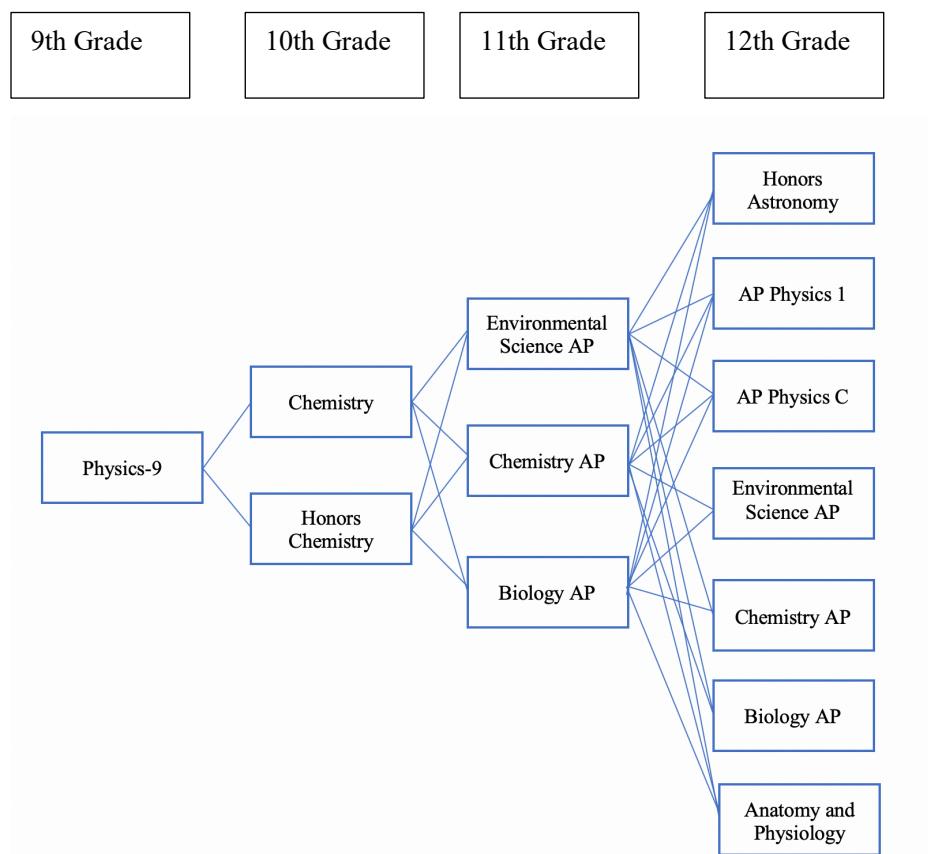 9th Grade
10th Grade
11th Grade
12th Grade
Physics-9
Chemistry
Honors
Chemistry
Environmental
Science AP
Chemistry AP
Biology AP
Honors
Astronomy
AP Physics 1
AP Physics C
Environmental
Science AP
Chemistry AP
Biology AP
Anatomy and
Physiology